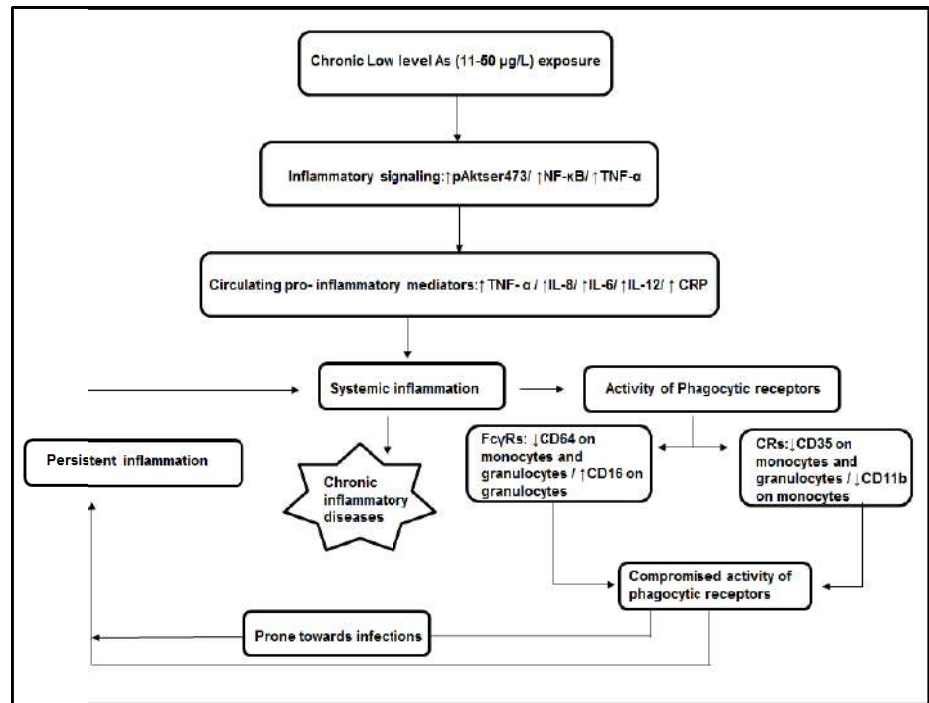 Chronic Low level As (11-50 µg/L) exposure
Inflammatory signaling:↑pAktser473/ ↑NF-κB/ ↑TNF-α
Circulating pro- inflammatory mediators:↑TNF- α / ↑IL-8/ ↑IL-6/ ↑IL-12/ ↑ CRP
Systemic inflammation
Activity of Phagocytic receptors
FcγRs: ↓CD64 on
monocytes and
granulocytes / ↑CD16 on
granulocytes
CRs:↓CD35 on
monocytes and
granulocytes / ↓CD11b
on monocytes
Persistent inflammation
Chronic
inflammatory
diseases
Compromised activity of
phagocytic receptors
Prone towards infections